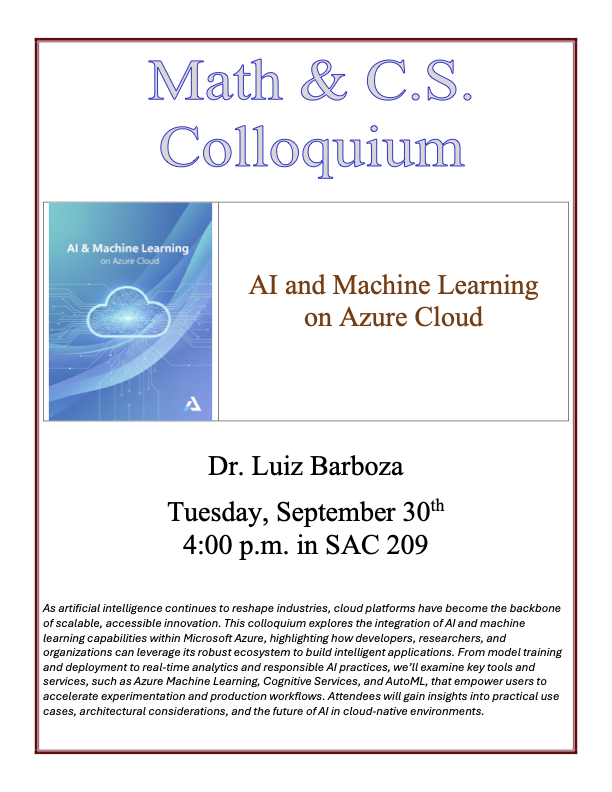 Math & C.S.
Colloquium
AI & Machine Learning
on Azure Cloud
AI and Machine Learning
on Azure Cloud
Dr. Luiz Barboza
Tuesday, September 30th
4:00 p.m. in SAC 209
As artificial intelligence continues to reshape industries, cloud platforms have become the backbone
of scalable, accessible innovation. This colloquium explores the integration of AI and machine
learning capabilities within Microsoft Azure, highlighting how developers, researchers, and
organizations can leverage its robust ecosystem to build intelligent applications. From model training
and deployment to real-time analytics and responsible AI practices, we’ll examine key tools and
services, such as Azure Machine Learning, Cognitive Services, and AutoML, that empower users to
accelerate experimentation and production workflows. Attendees will gain insights into practical use
cases, architectural considerations, and the future of AI in cloud-native environments.